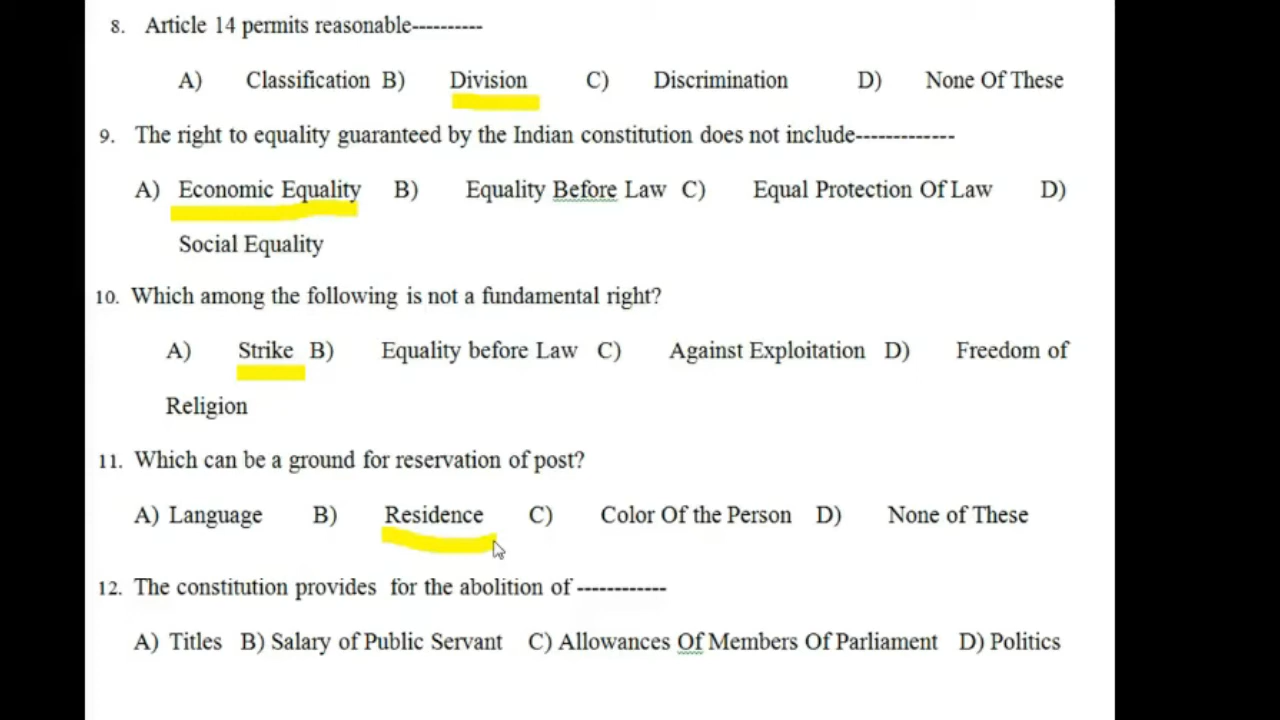 8. Article 14 permits reasonable----------
A) Classification B) Division C) Discrimination D) None Of These
9. The right to equality guaranteed by the Indian constitution does not include-------------
A) Economic Equality B) Equality Before Law C) Equal Protection Of Law D)
Social Equality
10. Which among the following is not a fundamental right?
A) Strike B) Equality before Law C) Against Exploitation D) Freedom of
Religion
11. Which can be a ground for reservation of post?
A) Language B) Residence C) Color Of the Person D) None of These
12. The constitution provides for the abolition of ------------
A) Titles B) Salary of Public Servant C) Allowances Of Members Of Parliament D) Politics